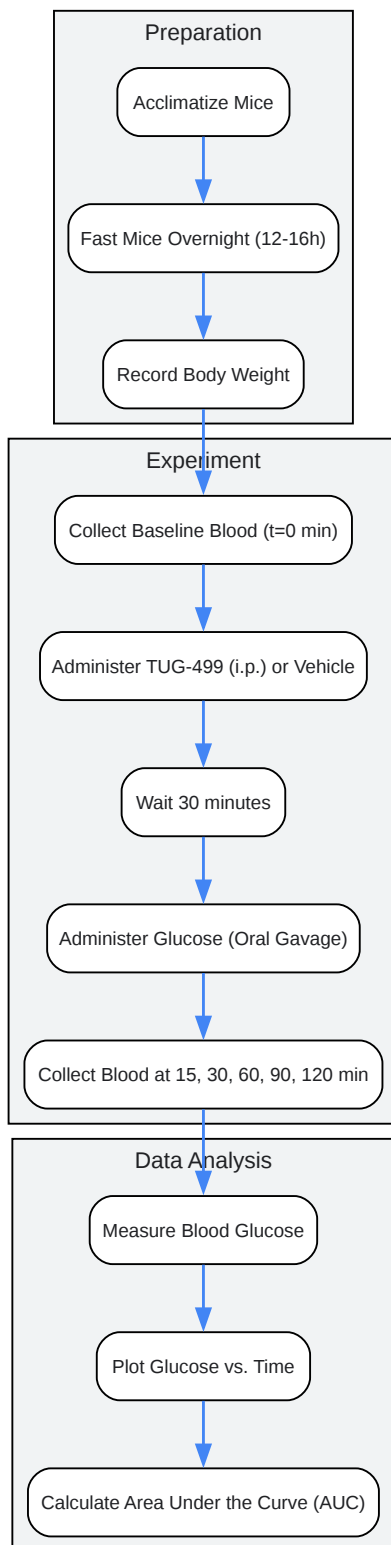 Preparation
Acclimatize Mice
Fast Mice Overnight (12-16h)
Record Body Weight
Experiment
Collect Baseline Blood (t=0 min)
Administer TUG-499 (i.p.) or Vehicle
Wait 30 minutes
Administer Glucose (Oral Gavage)
Collect Blood at 15, 30, 60, 90, 120 min
Data Analysis
Measure Blood Glucose
Plot Glucose vs. Time
Calculate Area Under the Curve (AUC)